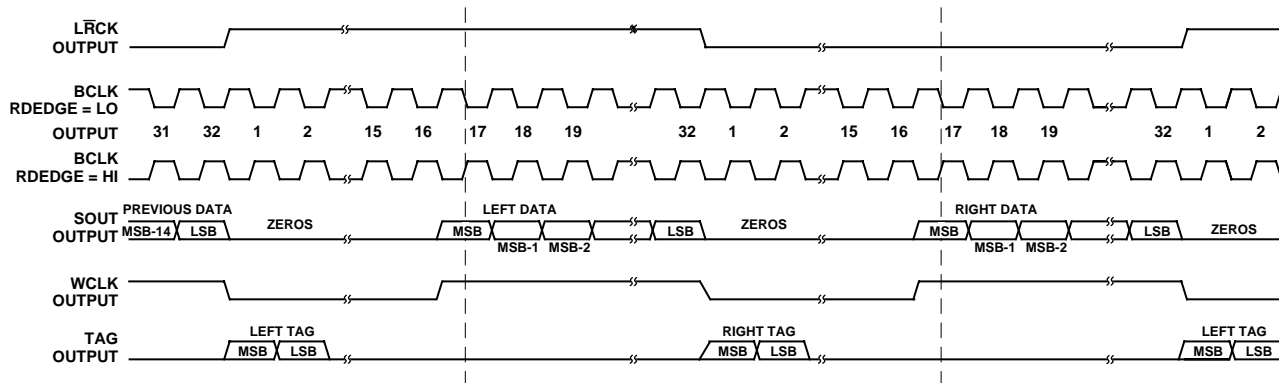 LRCK
OUTPUT
BCLK
RDEDGE = LO
OUTPUT 31 32 1 2 15 16 17 18 19 32 1 2 15 16 17 18 19 32 1 2
BCLK
RDEDGE = HI
SOUT PREVIOUS DATA LEFT DATA RIGHT DATA
OUTPUT MSB-14 LSB ZEROS MSB LSB ZEROS MSB LSB ZEROS
MSB-1 MSB-2 MSB-1 MSB-2
WCLK
OUTPUT
TAG LEFT TAG RIGHT TAG LEFT TAG
OUTPUT MSB LSB MSB LSB MSB LSB